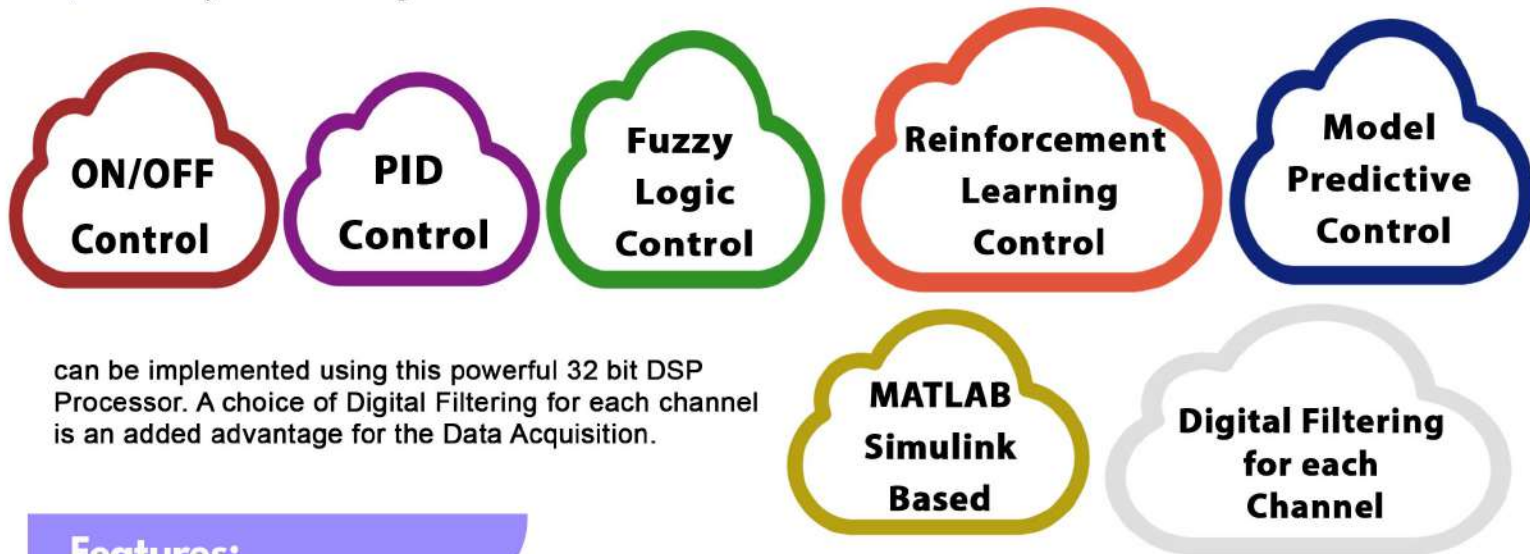 ON/OFF
Control
PID
Control
Fuzzy
Logic
Control
Reinforcement
Learning
Control
Model
Predictive
Control
can be implemented using this powerful 32 bit DSP
Processor. A choice of Digital Filtering for each channel
is an added advantage for the Data Acquisition.
MATLAB
Simulink
Based
Digital Filtering
for each
Channel
Features: